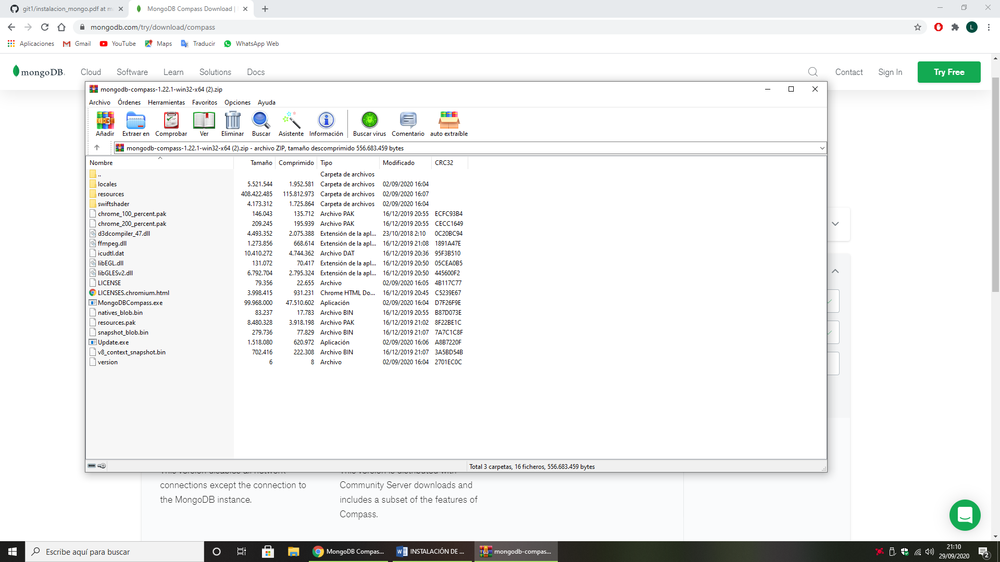 git1/instalacion_mongo.pdf at m
MongoDB Compass Download |
mongodb.com/try/download/compass
L
Aplicaciones
Gmail
YouTube
Maps
Traducir
WhatsApp Web
mongoDB.
Cloud
Software
Learn
Solutions
Docs
Contact
Sign In
Try Free
mongodb-compass-1.22.1-win32-x64 (2).zip
Archivo
Órdenes
Herramientas
Favoritos
Opciones
Ayuda
Añadir
Extraer en
Comprobar
Ver
Eliminar
Buscar
Asistente
Información
Buscar virus
Comentario
auto extraíble
mongodb-compass-1.22.1-win32-x64 (2).zip - archivo ZIP, tamaño descomprimido 556.683.459 bytes
Nombre Tamaño Comprimido Tipo Modificado CRC32
.. Carpeta de archivos
locales 5.521.544 1.952.581 Carpeta de archivos 02/09/2020 16:04
resources 408.422.485 115.812.973 Carpeta de archivos 02/09/2020 16:07
swiftshader 4.173.312 1.725.864 Carpeta de archivos 02/09/2020 16:04
chrome_100_percent.pak 146.043 135.712 Archivo PAK 16/12/2019 20:55 ECFC93B4
chrome_200_percent.pak 209.245 195.939 Archivo PAK 16/12/2019 20:55 CECC1649
d3dcompiler_47.dll 4.493.352 2.075.388 Extensión de la apl... 23/10/2018 2:10 0C20BC94
ffmpeg.dll 1.273.856 668.614 Extensión de la apl... 16/12/2019 21:08 1891A47E
icudtl.dat 10.410.272 4.744.362 Archivo DAT 16/12/2019 20:36 95F3B510
libEGL.dll 131.072 70.417 Extensión de la apl... 16/12/2019 20:50 05CEA0B5
libGLESv2.dll 6.792.704 2.795.324 Extensión de la apl... 16/12/2019 20:50 445600F2
LICENSE 79.356 22.655 Archivo 02/09/2020 16:05 4B117C77
LICENSES.chromium.html 3.998.415 931.231 Chrome HTML Do... 16/12/2019 20:45 C5239E67
MongoDBCompass.exe 99.968.000 47.510.602 Aplicación 02/09/2020 16:04 D7F26F9E
natives_blob.bin 83.237 17.783 Archivo BIN 16/12/2019 20:55 B87D073E
resources.pak 8.480.328 3.918.198 Archivo PAK 16/12/2019 21:02 8F22BE1C
snapshot_blob.bin 279.736 77.829 Archivo BIN 16/12/2019 21:07 7A7C1C8F
Update.exe 1.518.080 620.972 Aplicación 02/09/2020 16:06 A8B7220F
v8_context_snapshot.bin 702.416 222.308 Archivo BIN 16/12/2019 21:07 3A5BD54B
version 6 8 Archivo 02/09/2020 16:04 2701EC0C
Total 3 carpetas, 16 ficheros, 556.683.459 bytes
This version disables all network
connections except the connection to
the MongoDB instance.
This version is distributed with
Community Server downloads and
includes a subset of the features of
Compass.
Escribe aquí para buscar
MongoDB Compas...
INSTALACIÓN DE ...
mongodb-compas...
21:10
29/09/2020
2